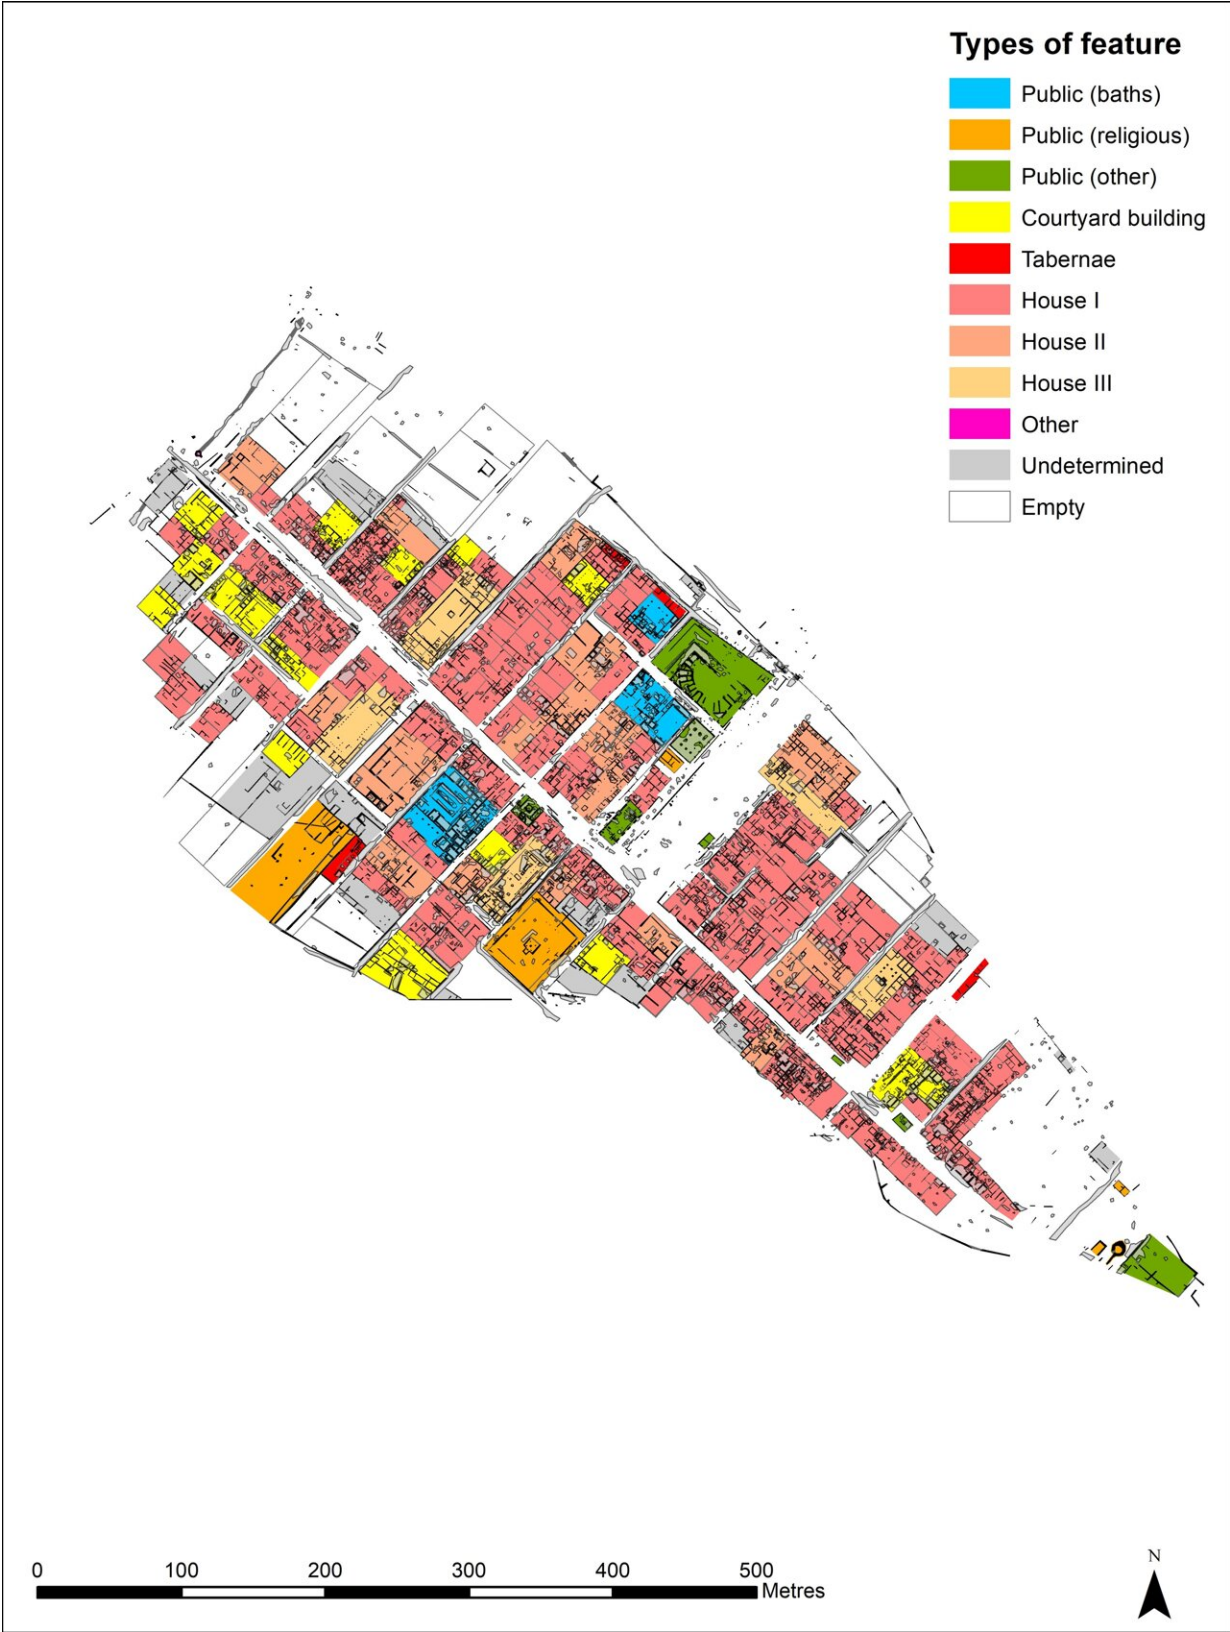 Types of feature
Public (baths)
Public (religious)
Public (other)
Courtyard building
Tabernae
House I
House II
House III
Other
Undetermined
Empty
0 100 200 300 400 500
Metres
N